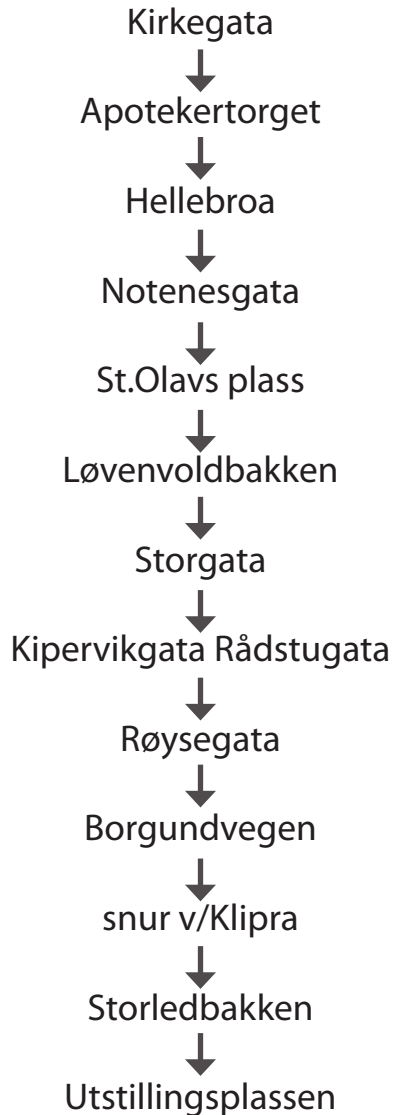 Kirkegata
Apotekertorget
Hellebroa
Notenesgata
St.Olavs plass
Løvenvoldbakken
Storgata
Kipervikgata Rådstugata
Røysegata
Borgundvegen
snur v/Klipra
Storledbakken
Utstillingsplassen